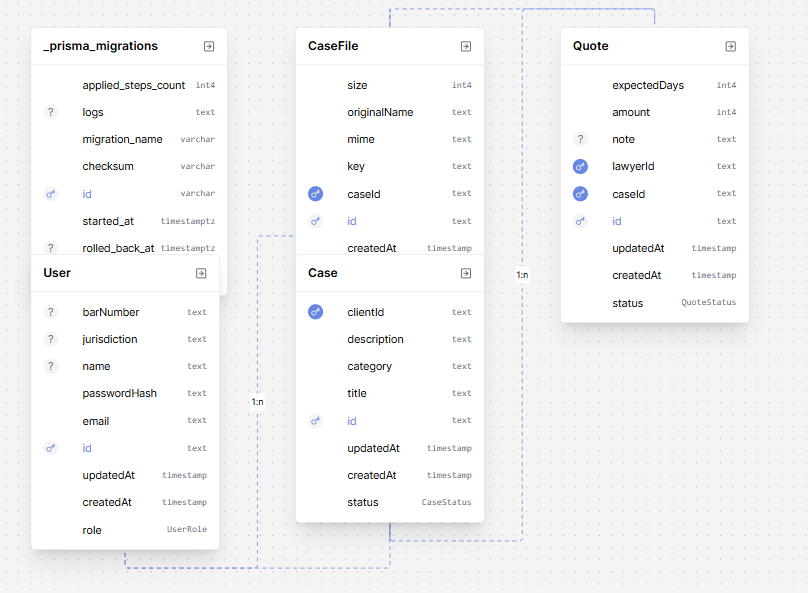 _prisma_migrations
applied_steps_count int4
? logs text
migration_name varchar
checksum varchar
id varchar
started_at timestamptz
? rolled_back_at timestamptz
User
? barNumber text
? jurisdiction text
? name text
passwordHash text
email text
id text
updatedAt timestamp
createdAt timestamp
role UserRole
1:n
CaseFile
size int4
originalName text
mime text
key text
caseId text
id text
createdAt timestamp
Case
clientId text
description text
category text
title text
id text
updatedAt timestamp
createdAt timestamp
status CaseStatus
1:n
Quote
expectedDays int4
amount int4
? note text
lawyerId text
caseId text
id text
updatedAt timestamp
createdAt timestamp
status QuoteStatus